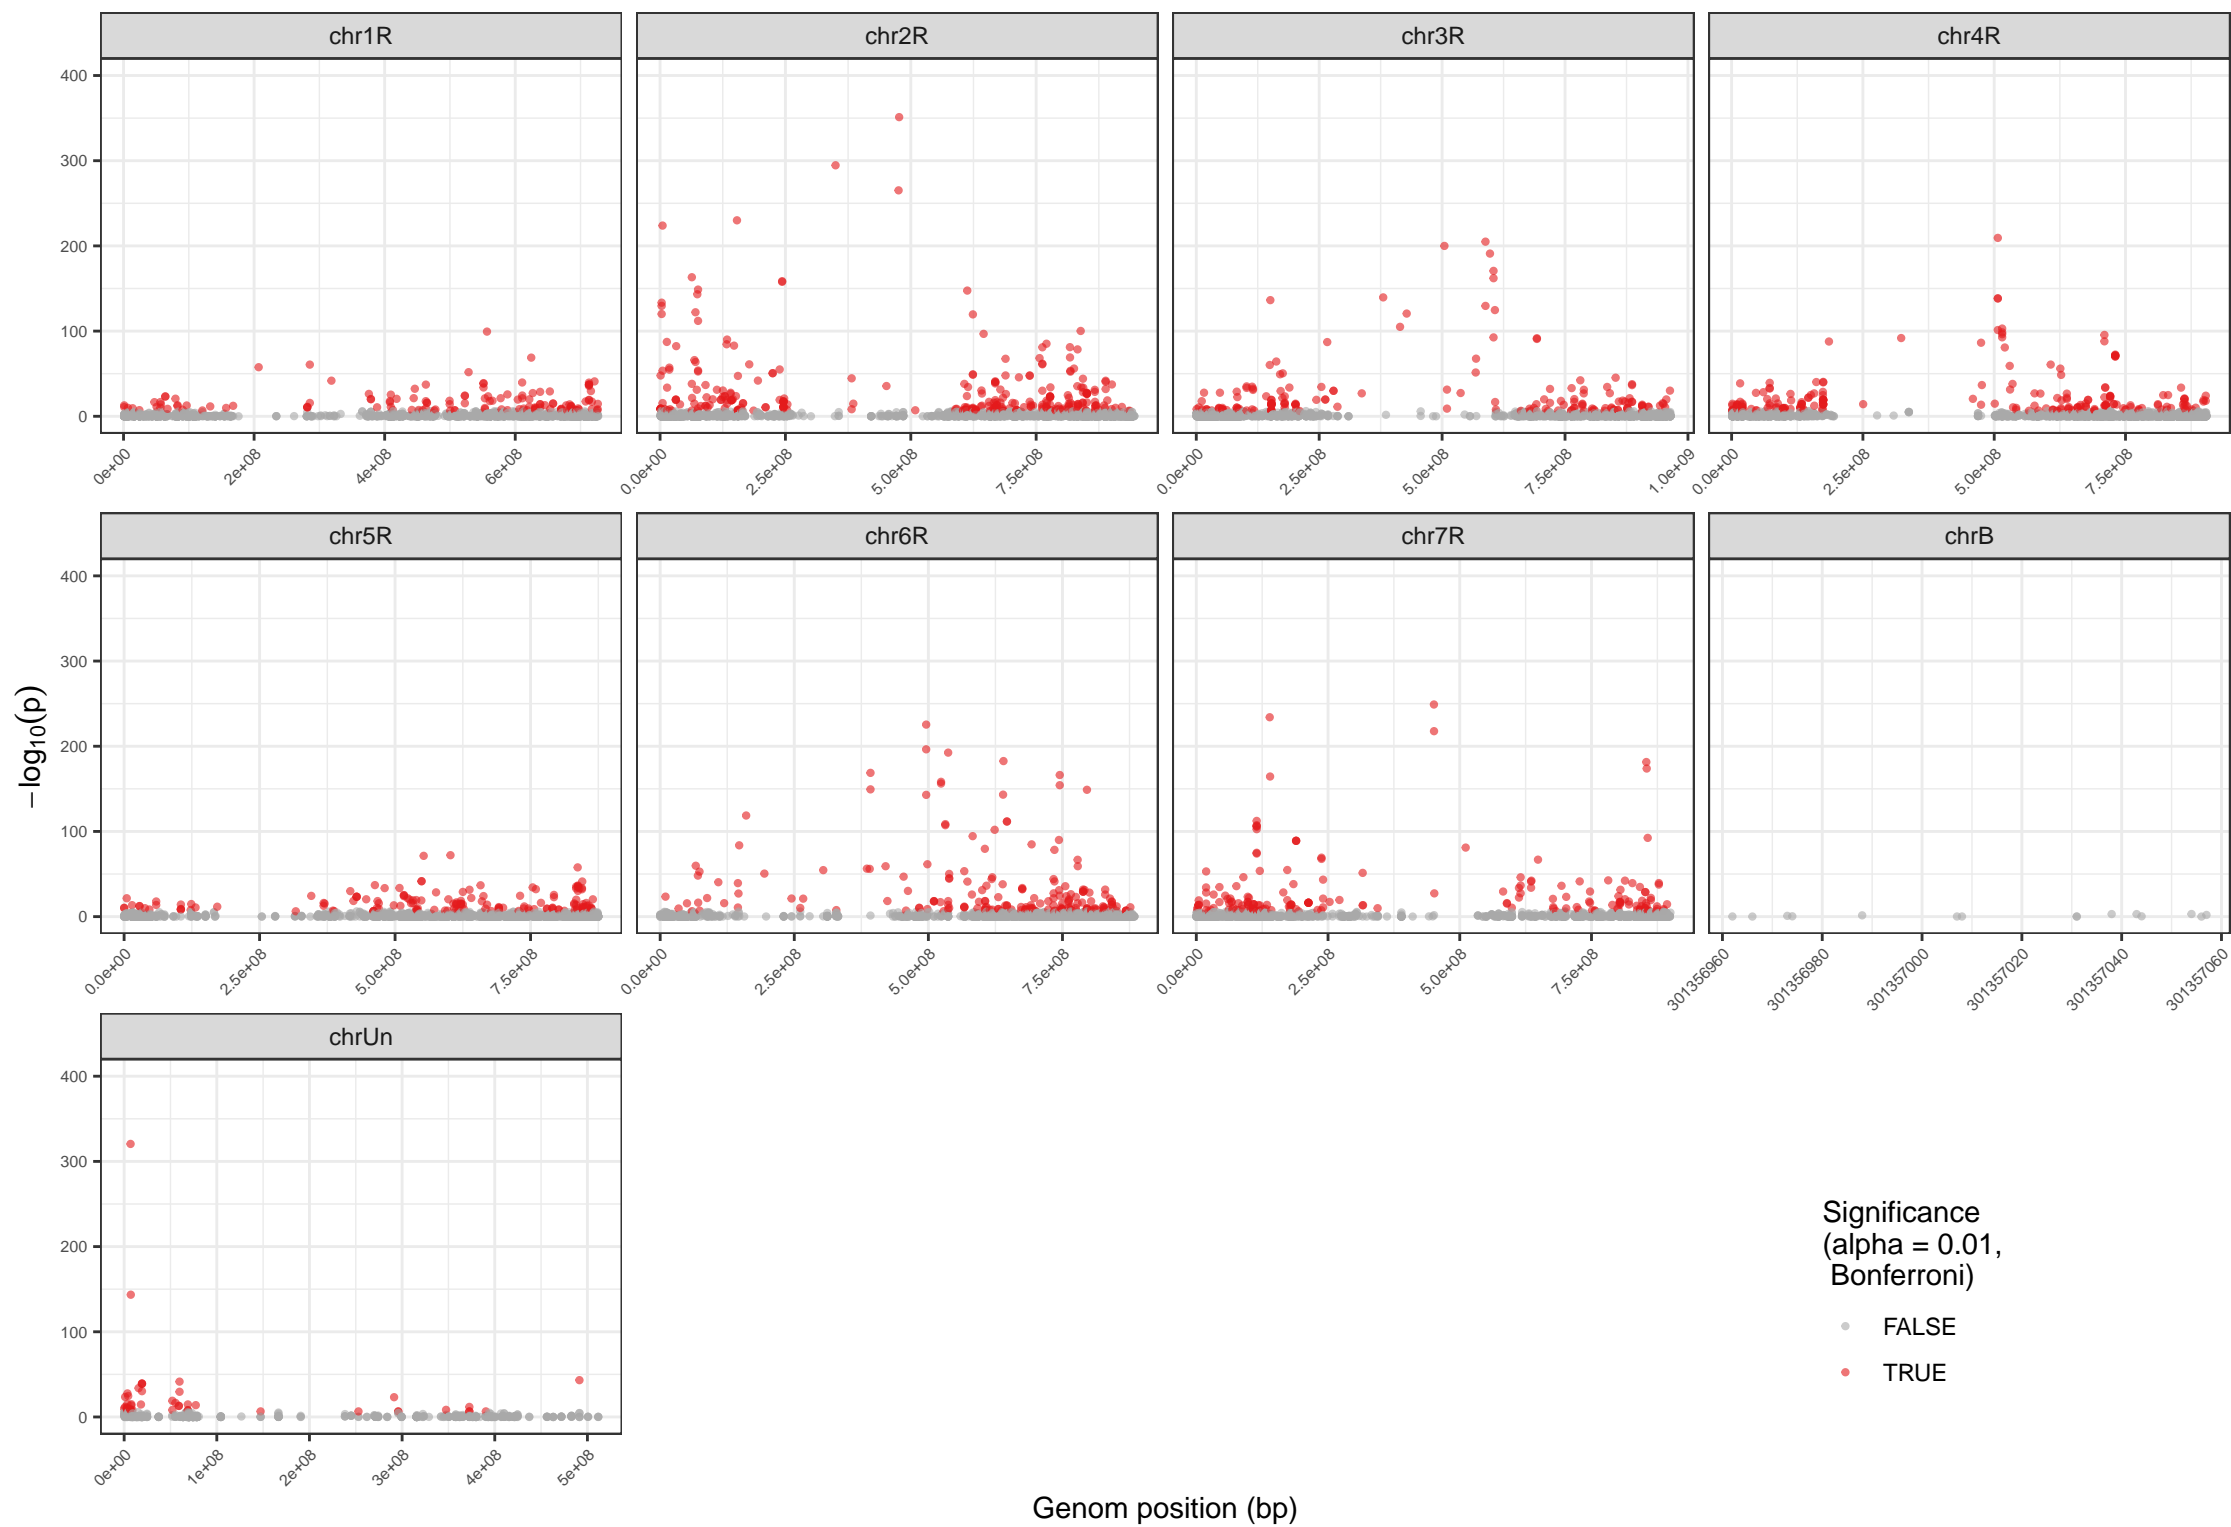 chr1R chr2R chr3R chr4R
400
300
200
100
0
0e+00 2e+08 4e+08 6e+08 0.0e+00 2.5e+08 5.0e+08 7.5e+08 0.0e+00 2.5e+08 5.0e+08 7.5e+08 1.0e+09 0.0e+00 2.5e+08 5.0e+08 7.5e+08
chr5R chr6R chr7R chrB
400
300
200
100
0
0.0e+00 2.5e+08 5.0e+08 7.5e+08 0.0e+00 2.5e+08 5.0e+08 7.5e+08 0.0e+00 2.5e+08 5.0e+08 7.5e+08 301356960 301356980 301357000 301357020 301357040 301357060
−log10(p)
chrUn
400
300
200
100
0
0e+00 1e+08 2e+08 3e+08 4e+08 5e+08
Genom position (bp)
Significance
(alpha = 0.01,
Bonferroni)
FALSE
TRUE